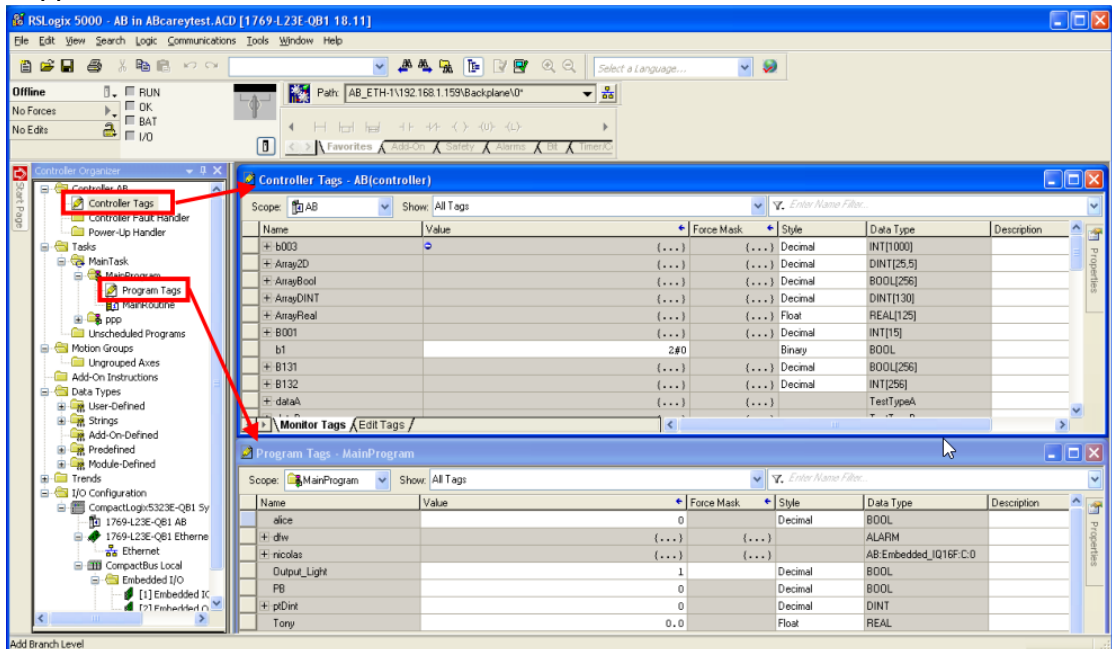 RSLogix 5000 - AB in ABcareytest.ACD [1769-L23E-QB1 18.11]
File Edit View Search Logic Communications Tools Window Help
Select a Language...
Offline
RUN
No Forces
OK
No Edits
BAT
I/O
Path: AB_ETH-1\192.168.1.159\Backplane\0*
Favorites Add-On Safety Alarms Bit Timer/C
Start Page
Controller Organizer
Controller AB
Controller Tags
Controller Fault Handler
Power-Up Handler
Tasks
MainTask
MainProgram
Program Tags
MainRoutine
ppp
Unscheduled Programs
Motion Groups
Ungrouped Axes
Add-On Instructions
Data Types
User-Defined
Strings
Add-On-Defined
Predefined
Module-Defined
Trends
I/O Configuration
CompactLogix5323E-QB1 Sy
1769-L23E-QB1 AB
1769-L23E-QB1 Etherne
Ethernet
CompactBus Local
Embedded I/O
[1] Embedded IQ
[2] Embedded O
Controller Tags - AB(controller)
Scope: AB Show: All Tags Enter Name Filter...
Name Value Force Mask Style Data Type Description
b003 {...} {...} Decimal INT[1000]
Array2D {...} {...} Decimal DINT[25,5]
ArrayBool {...} {...} Decimal BOOL[256]
ArrayDINT {...} {...} Decimal DINT[130]
ArrayReal {...} {...} Float REAL[125]
B001 {...} {...} Decimal INT[15]
b1 2#0 Binary BOOL
B131 {...} {...} Decimal BOOL[256]
B132 {...} {...} Decimal INT[256]
dataA {...} {...} TestTypeA
Monitor Tags Edit Tags
Properties
Program Tags - MainProgram
Scope: MainProgram Show: All Tags Enter Name Filter...
Name Value Force Mask Style Data Type Description
alice 0 Decimal BOOL
dfw {...} {...} ALARM
nicolas {...} {...} AB:Embedded_IQ16F:C:0
Output_Light 1 Decimal BOOL
PB 0 Decimal BOOL
ptDint 0 Decimal DINT
Tony 0.0 Float REAL
Properties
Add Branch Level